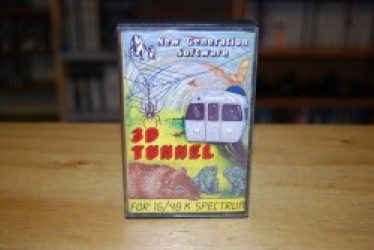 New Generation
Software
3D
TUNNEL
FOR 16/48 K SPECTRUM